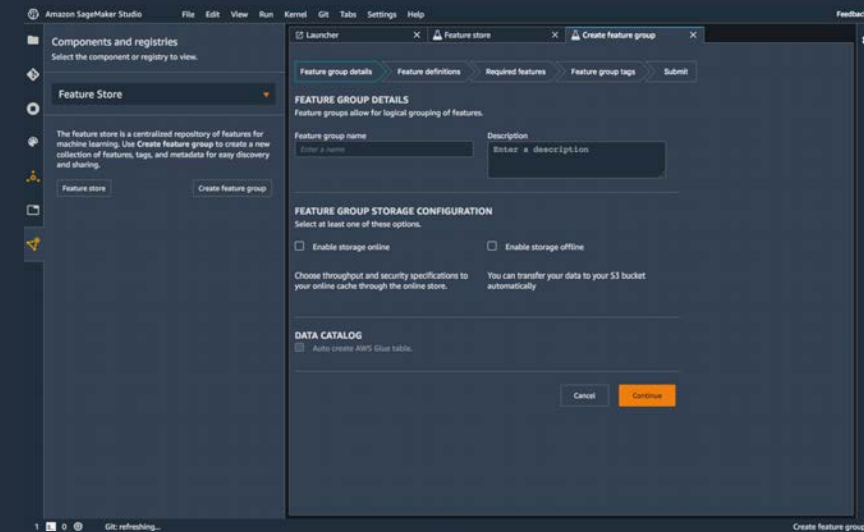 Amazon SageMaker Studio File Edit View Run Kernel Git Tabs Settings Help Feedbac
Components and registries
Select the component or registry to view.
Feature Store
The feature store is a centralized repository of features for
machine learning. Use Create feature group to create a new
collection of features, tags, and metadata for easy discovery
and sharing.
Feature store Create feature group
Launcher Feature store Create feature group
Feature group details Feature definitions Required features Feature group tags Submit
FEATURE GROUP DETAILS
Feature groups allow for logical grouping of features.
Feature group name Description
Enter a name Enter a description
FEATURE GROUP STORAGE CONFIGURATION
Select at least one of these options.
Enable storage online Enable storage offline
Choose throughput and security specifications to
your online cache through the online store.
You can transfer your data to your S3 bucket
automatically
DATA CATALOG
Auto create AWS Glue table.
Cancel Continue
1 0 Git: refreshing... Create feature group